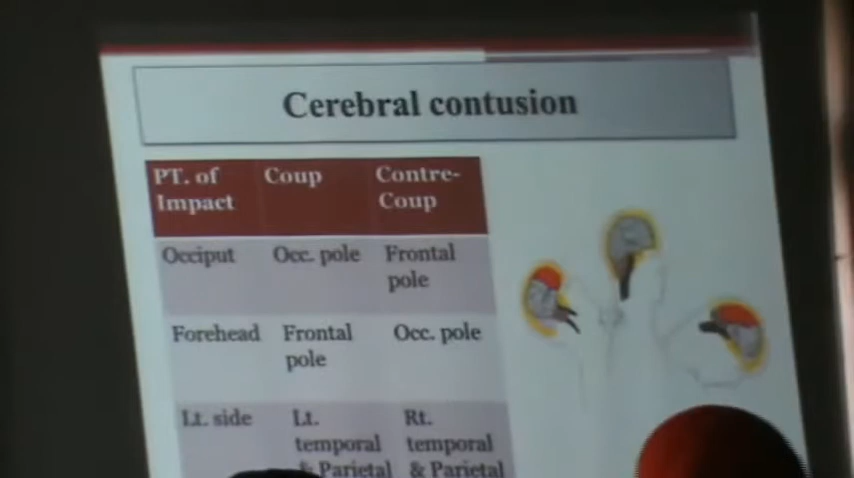 Cerebral contusion
PT. of Impact Coup Contre-Coup
Occiput Occ. pole Frontal pole
Forehead Frontal pole Occ. pole
Lt. side Lt. temporal & Parietal Rt. temporal & Parietal